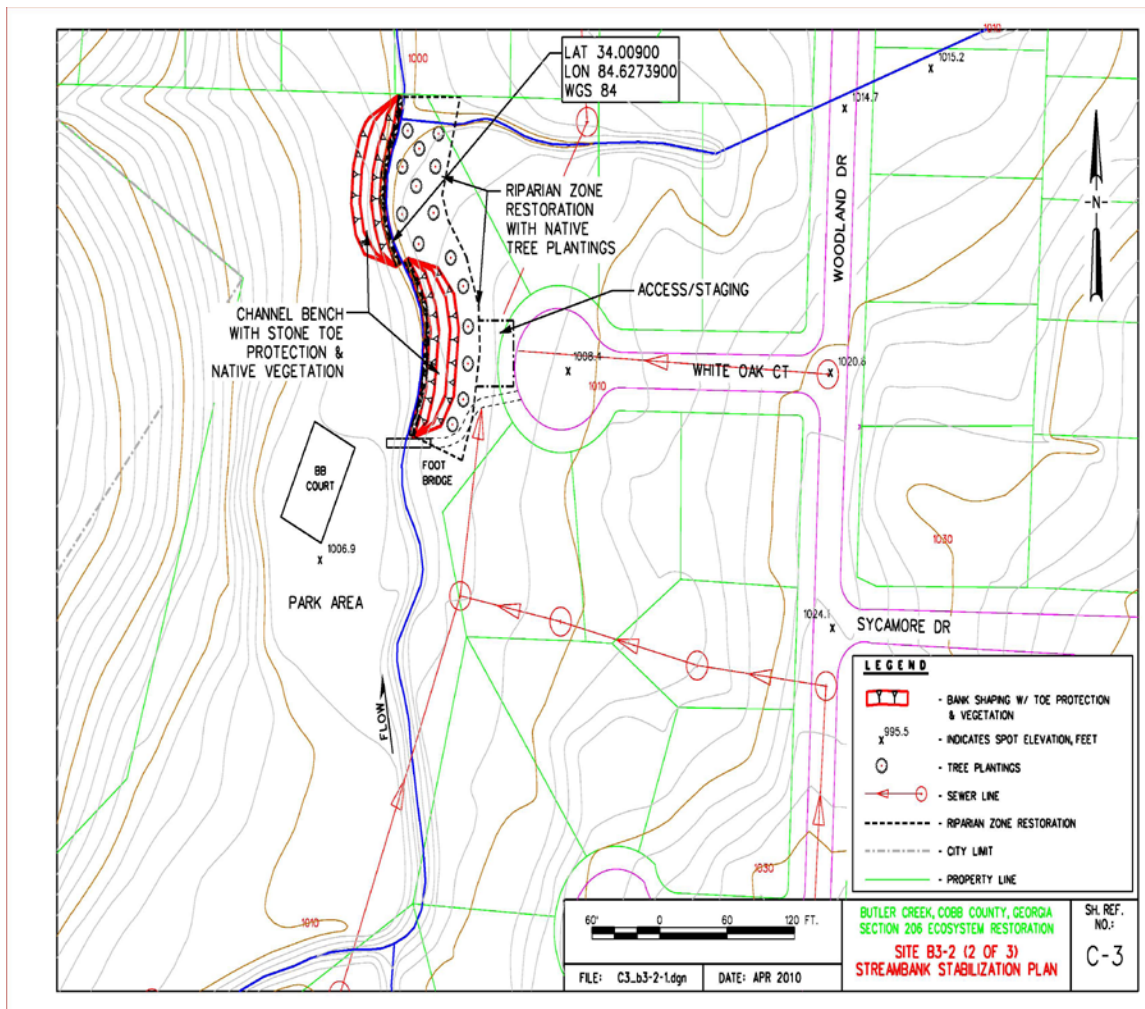 1010
1000
LAT 34.00900
LON 84.6273900
WGS 84
1015.2
1014.7
WOODLAND DR
-N-
RIPARIAN ZONE
RESTORATION
WITH NATIVE
TREE PLANTINGS
ACCESS/STAGING
CHANNEL BENCH
WITH STONE TOE
PROTECTION &
NATIVE VEGETATION
1008.4
1010
WHITE OAK CT
1020.6
FOOT
BRIDGE
BB
COURT
1006.9
PARK AREA
1030
1024.1
SYCAMORE DR
FLOW
1010
1030
LEGEND
- BANK SHAPING W/ TOE PROTECTION
& VEGETATION
995.5
- INDICATES SPOT ELEVATION, FEET
- TREE PLANTINGS
- SEWER LINE
- RIPARIAN ZONE RESTORATION
- CITY LIMIT
- PROPERTY LINE
60' 0 60 120 FT.
FILE: C3_b3-2-1.dgn
DATE: APR 2010
BUTLER CREEK, COBB COUNTY, GEORGIA
SECTION 206 ECOSYSTEM RESTORATION
SITE B3-2 (2 OF 3)
STREAMBANK STABILIZATION PLAN
SH. REF.
NO.:
C-3